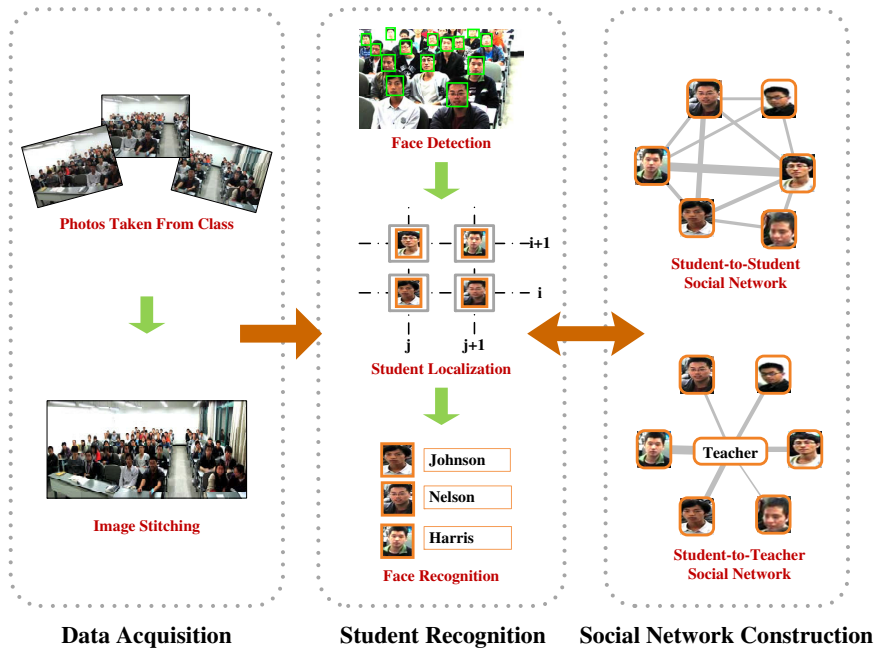 Photos Taken From Class
Image Stitching
Data Acquisition
Face Detection
i+1
i
j j+1
Student Localization
Johnson
Nelson
Harris
Face Recognition
Student Recognition
Student-to-Student
Social Network
Teacher
Student-to-Teacher
Social Network
Social Network Construction